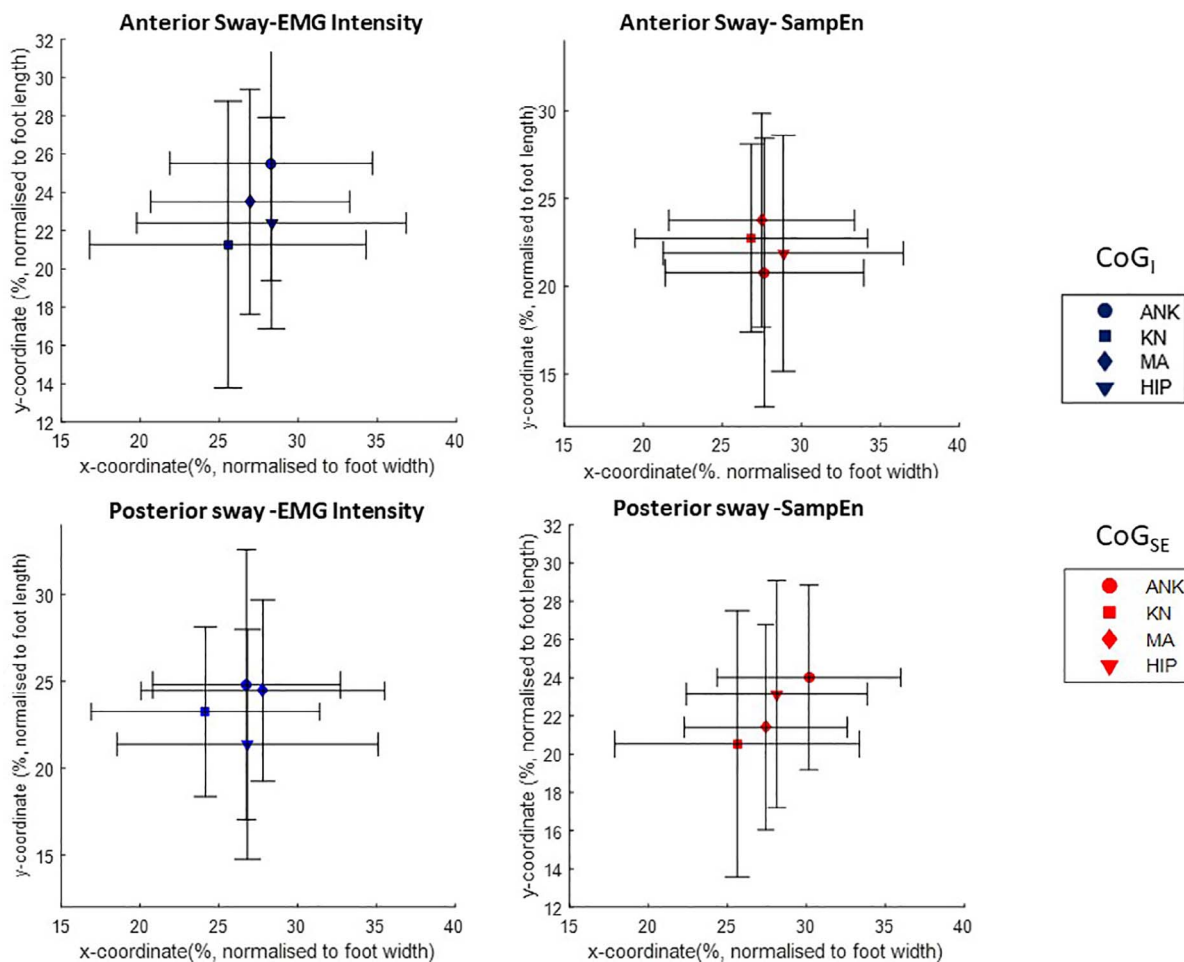 Anterior Sway-EMG Intensity
y-coordinate (%, normalised to foot length)
32
30
28
26
24
22
20
18
16
14
12
15 20 25 30 35 40
x-coordinate(%, normalised to foot width)
Anterior Sway- SampEn
y-coordinate (%, normalised to foot length)
30
25
20
15
15 20 25 30 35 40
x-coordinate(%. normalised to foot width)
CoGI
ANK
KN
MA
HIP
Posterior sway -EMG Intensity
y-coordinate (%, normalised to foot length)
30
25
20
15
15 20 25 30 35 40
x-coordinate(%, normalised to foot width)
Posterior sway -SampEn
y-coordinate (%, normalised to foot length)
32
30
28
26
24
22
20
18
16
14
12
15 20 25 30 35 40
x-coordinate(%, normalised to foot width)
CoGSE
ANK
KN
MA
HIP